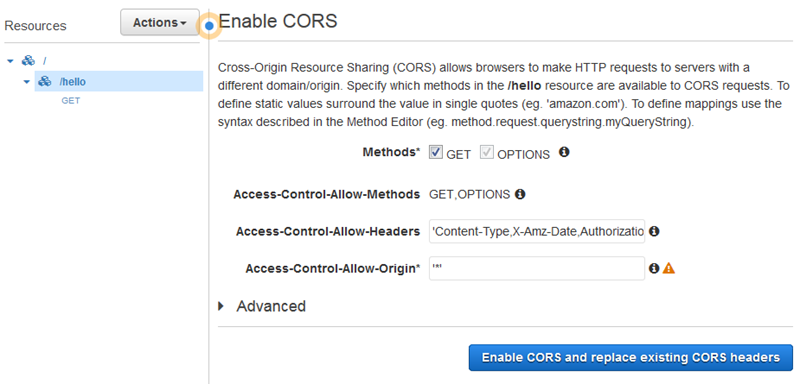 Resources
Actions
Enable CORS
/
/hello
GET
Cross-Origin Resource Sharing (CORS) allows browsers to make HTTP requests to servers with a
different domain/origin. Specify which methods in the /hello resource are available to CORS requests. To
define static values surround the value in single quotes (eg. 'amazon.com'). To define mappings use the
syntax described in the Method Editor (eg. method.request.querystring.myQueryString).
Methods* GET OPTIONS
Access-Control-Allow-Methods GET,OPTIONS
Access-Control-Allow-Headers 'Content-Type,X-Amz-Date,Authorizatio
Access-Control-Allow-Origin* '*'
Advanced
Enable CORS and replace existing CORS headers